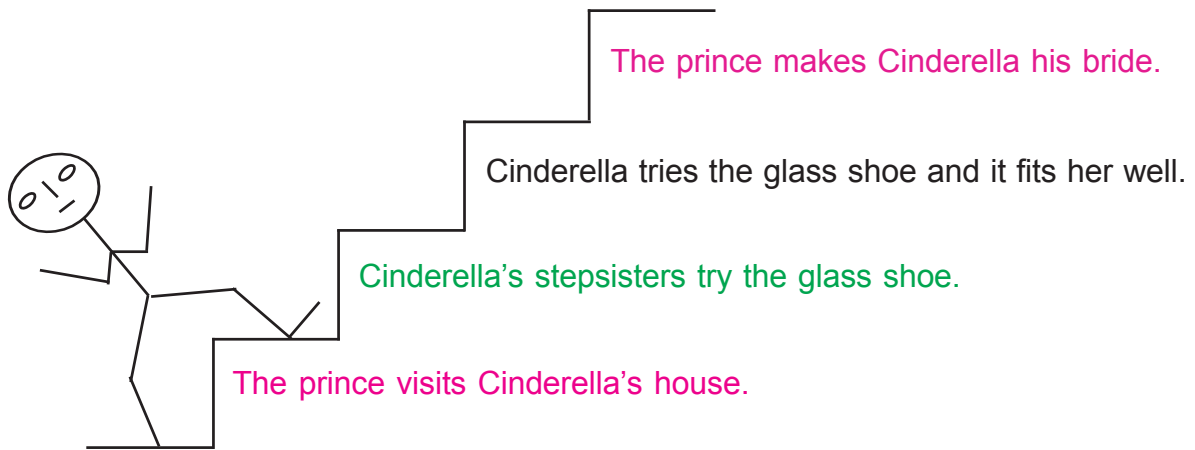 The prince makes Cinderella his bride.
Cinderella tries the glass shoe and it fits her well.
Cinderella's stepsisters try the glass shoe.
The prince visits Cinderella's house.